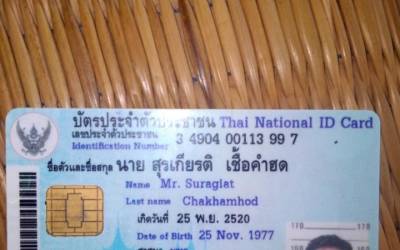 บัตรประจำตัวประชาชน Thai National ID Card
เลขประจำตัวประชาชน 3 4904 00113 99 7
Identification Number
ชื่อตัวและชื่อสกุล นาย สุรเกียรติ เชื้อคำฮด
Name Mr. Suragiat
Last name Chakhamhod
เกิดวันที่ 25 พ.ย. 2520
Date of Birth 25 Nov. 1977